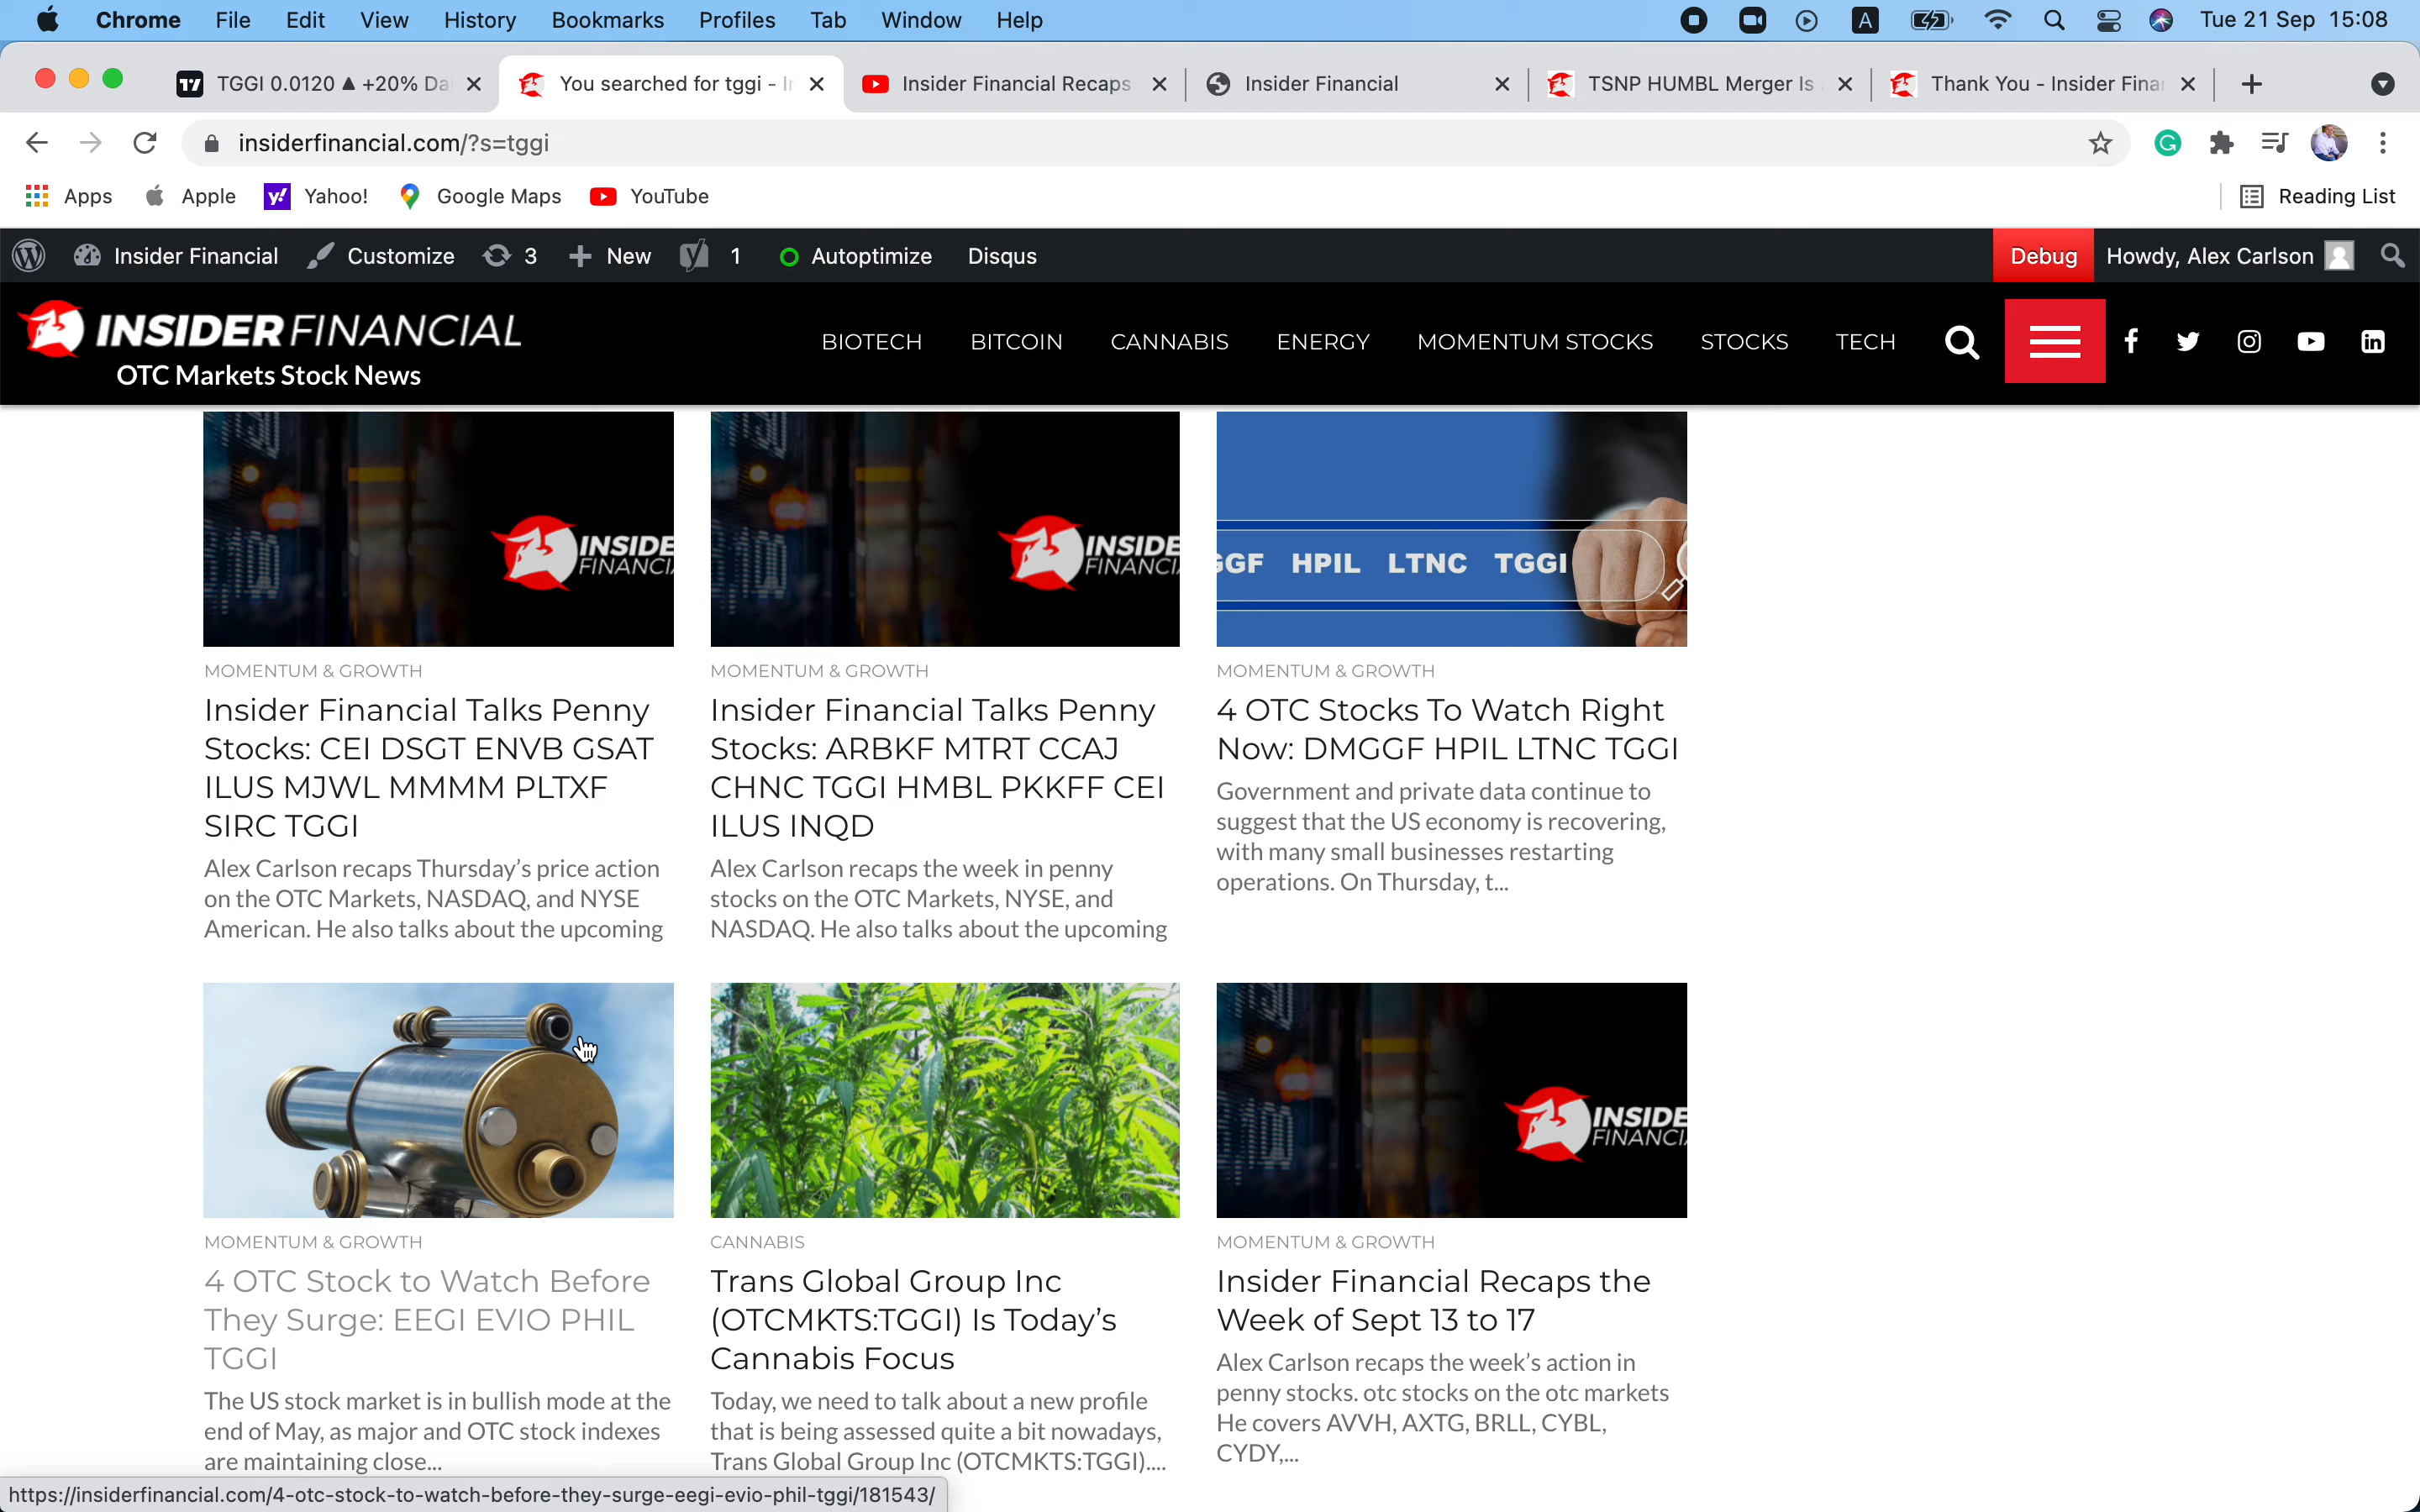 Chrome File Edit View History Bookmarks Profiles Tab Window Help A Tue 21 Sep 15:08
TGGI 0.0120 ▲ +20% Da You searched for tggi - In Insider Financial Recaps Insider Financial TSNP HUMBL Merger Is Thank You - Insider Finan
insiderfinancial.com/?s=tggi
Apps Apple Yahoo! Google Maps YouTube Reading List
Insider Financial Customize 3 New 1 Autoptimize Disqus Debug Howdy, Alex Carlson
INSIDER FINANCIAL
OTC Markets Stock News
BIOTECH BITCOIN CANNABIS ENERGY MOMENTUM STOCKS STOCKS TECH
INSIDE
FINANCI
INSIDE
FINANCI
GGF HPIL LTNC TGGI
MOMENTUM & GROWTH
Insider Financial Talks Penny
Stocks: CEI DSGT ENVB GSAT
ILUS MJWL MMMM PLTXF
SIRC TGGI
Alex Carlson recaps Thursday's price action
on the OTC Markets, NASDAQ, and NYSE
American. He also talks about the upcoming
MOMENTUM & GROWTH
Insider Financial Talks Penny
Stocks: ARBKF MTRT CCAJ
CHNC TGGI HMBL PKKFF CEI
ILUS INQD
Alex Carlson recaps the week in penny
stocks on the OTC Markets, NYSE, and
NASDAQ. He also talks about the upcoming
MOMENTUM & GROWTH
4 OTC Stocks To Watch Right
Now: DMGGF HPIL LTNC TGGI
Government and private data continue to
suggest that the US economy is recovering,
with many small businesses restarting
operations. On Thursday, t...
INSIDE
FINANCI
MOMENTUM & GROWTH
4 OTC Stock to Watch Before
They Surge: EEGI EVIO PHIL
TGGI
The US stock market is in bullish mode at the
end of May, as major and OTC stock indexes
are maintaining close...
CANNABIS
Trans Global Group Inc
(OTCMKTS:TGGI) Is Today's
Cannabis Focus
Today, we need to talk about a new profile
that is being assessed quite a bit nowadays,
Trans Global Group Inc (OTCMKTS:TGGI)....
MOMENTUM & GROWTH
Insider Financial Recaps the
Week of Sept 13 to 17
Alex Carlson recaps the week's action in
penny stocks. otc stocks on the otc markets
He covers AVVH, AXTG, BRLL, CYBL,
CYDY,...
https://insiderfinancial.com/4-otc-stock-to-watch-before-they-surge-eegi-evio-phil-tggi/181543/